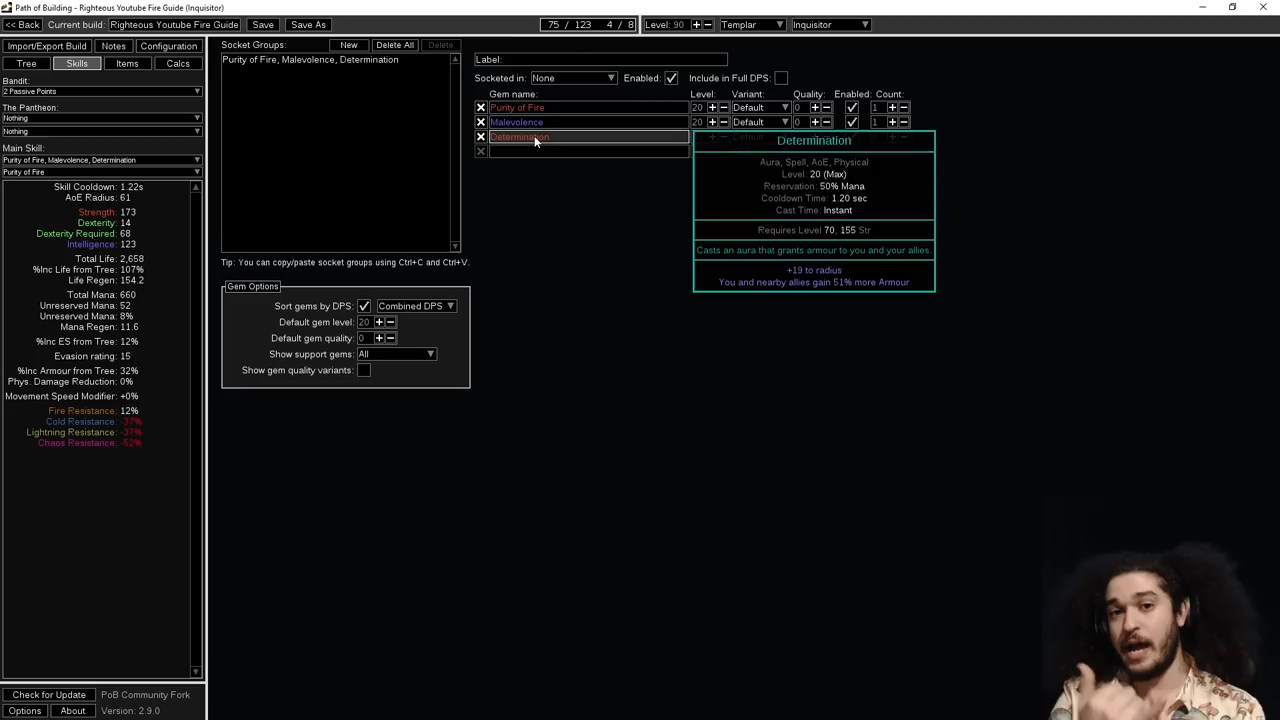 Path of Building - Righteous Youtube Fire Guide (Inquisitor)
<< Back Current build: Righteous Youtube Fire Guide Save Save As 75 / 123 4 / 8 Level: 90 Templar Inquisitor
Import/Export Build Notes Configuration
Tree Skills Items Calcs
Bandit:
2 Passive Points
The Pantheon:
Nothing
Nothing
Main Skill:
Purity of Fire, Malevolence, Determination
Purity of Fire
Skill Cooldown: 1.22s
AoE Radius: 61
Strength: 173
Dexterity: 14
Dexterity Required: 68
Intelligence: 123
Total Life: 2,658
%Inc Life from Tree: 107%
Life Regen: 154.2
Total Mana: 660
Unreserved Mana: 52
Unreserved Mana: 8%
Mana Regen: 11.6
%Inc ES from Tree: 12%
Evasion rating: 15
%Inc Armour from Tree: 32%
Phys. Damage Reduction: 0%
Movement Speed Modifier: +0%
Fire Resistance: 12%
Cold Resistance: -37%
Lightning Resistance: -37%
Chaos Resistance: -52%
Check for Update PoB Community Fork
Options About Version: 2.9.0
Socket Groups: New Delete All Delete
Purity of Fire, Malevolence, Determination
Tip: You can copy/paste socket groups using Ctrl+C and Ctrl+V.
Gem Options
Sort gems by DPS: Combined DPS
Default gem level: 20
Default gem quality: 0
Show support gems: All
Show gem quality variants:
Label:
Socketed in: None Enabled: Include in Full DPS:
Gem name: Level: Variant: Quality: Enabled: Count:
Purity of Fire 20 Default 0 1
Malevolence 20 Default 0 1
Determination
Determination
Aura, Spell, AoE, Physical
Level: 20 (Max)
Reservation: 50% Mana
Cooldown Time: 1.20 sec
Cast Time: Instant
Requires Level 70, 155 Str
Casts an aura that grants armour to you and your allies.
+19 to radius
You and nearby allies gain 51% more Armour